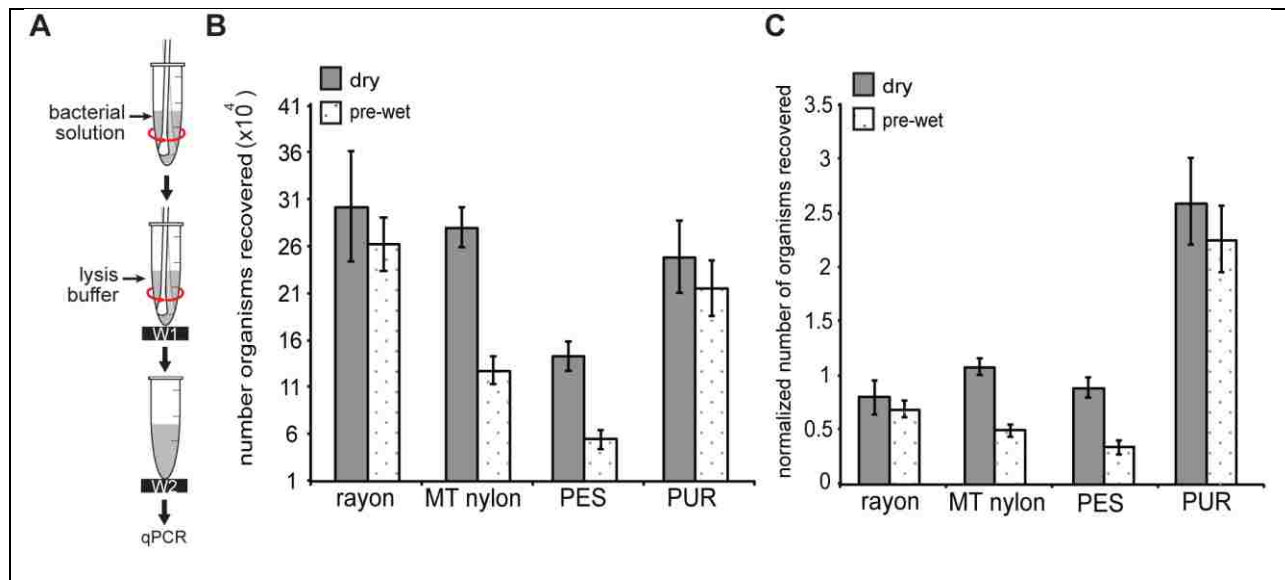 A
bacterial
solution
lysis
buffer
W1
W2
qPCR
B
dry
pre-wet
number organisms recovered (x10^4)
41
36
31
26
21
16
11
6
1
rayon
MT nylon
PES
PUR
C
dry
pre-wet
normalized number of organisms recovered
3.5
3
2.5
2
1.5
1
0.5
0
rayon
MT nylon
PES
PUR